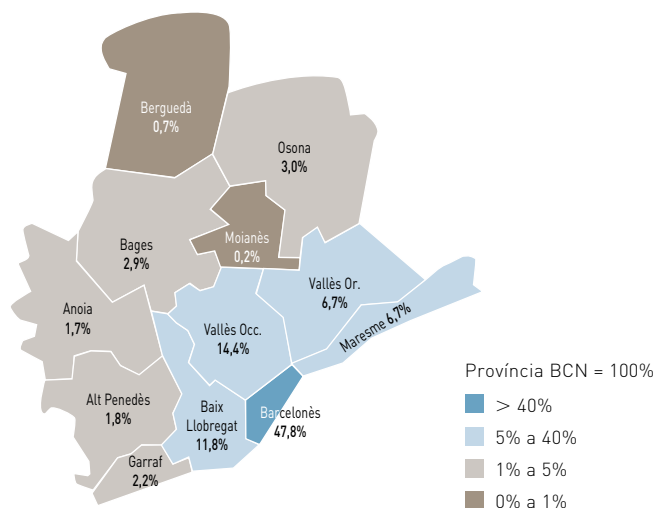 Berguedà
0,7%
Osona
3,0%
Moianès
0,2%
Bages
2,9%
Vallès Or.
6,7%
Anoia
1,7%
Maresme 6,7%
Vallès Occ.
14,4%
Alt Penedès
1,8%
Baix
Llobregat
11,8%
Barcelonès
47,8%
Garraf
2,2%
Província BCN = 100%
> 40%
5% a 40%
1% a 5%
0% a 1%